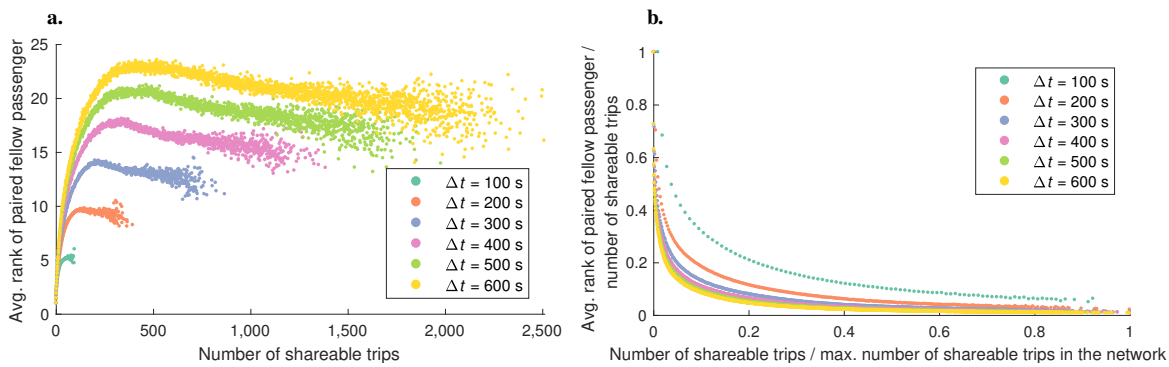 a.
Avg. rank of paired fellow passenger
25
20
15
10
5
0
0
500
1,000
1,500
2,000
2,500
Number of shareable trips
Δt = 100 s
Δt = 200 s
Δt = 300 s
Δt = 400 s
Δt = 500 s
Δt = 600 s
b.
Avg. rank of paired fellow passenger /
number of shareable trips
1
0.8
0.6
0.4
0.2
0
0
0.2
0.4
0.6
0.8
1
Number of shareable trips / max. number of shareable trips in the network
Δt = 100 s
Δt = 200 s
Δt = 300 s
Δt = 400 s
Δt = 500 s
Δt = 600 s